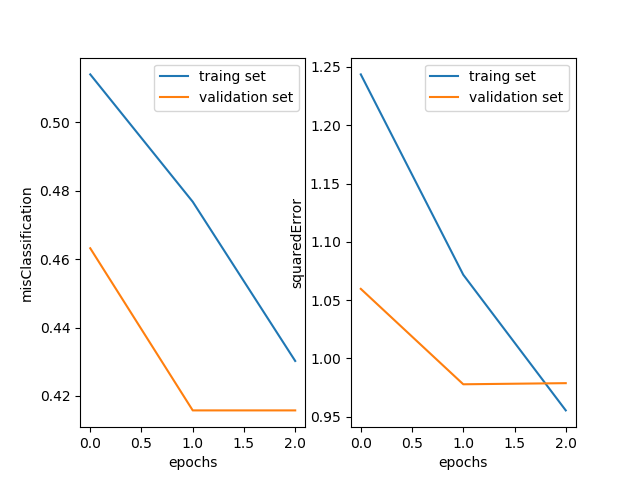 traing set
validation set
0.50
0.48
0.46
0.44
0.42
misClassification
0.0
0.5
1.0
1.5
2.0
epochs
traing set
validation set
1.25
1.20
1.15
1.10
1.05
1.00
0.95
squaredError
0.0
0.5
1.0
1.5
2.0
epochs